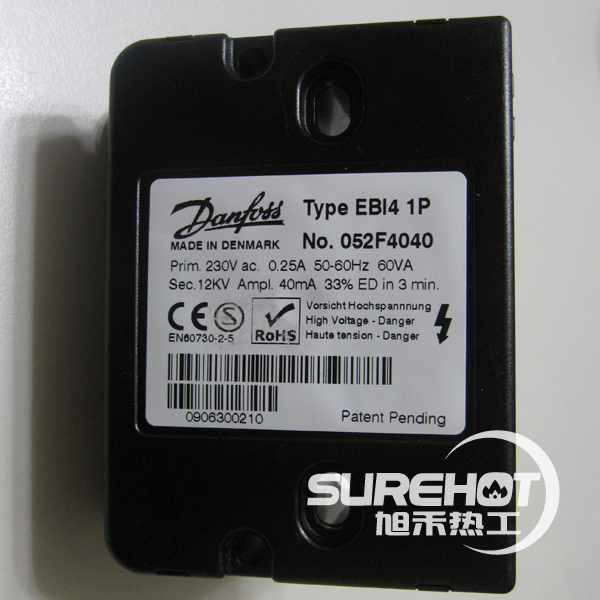 Danfoss
MADE IN DENMARK
Type EBI4 1P
No. 052F4040
Prim. 230V ac. 0.25A 50-60Hz 60VA
Sec.12KV Ampl. 40mA 33% ED in 3 min.
CE
EN60730-2-5
RoHS
Vorsicht Hochspannnung
High Voltage - Danger
Haute tension - Danger
0906300210
Patent Pending
SUREHOT
旭禾热工